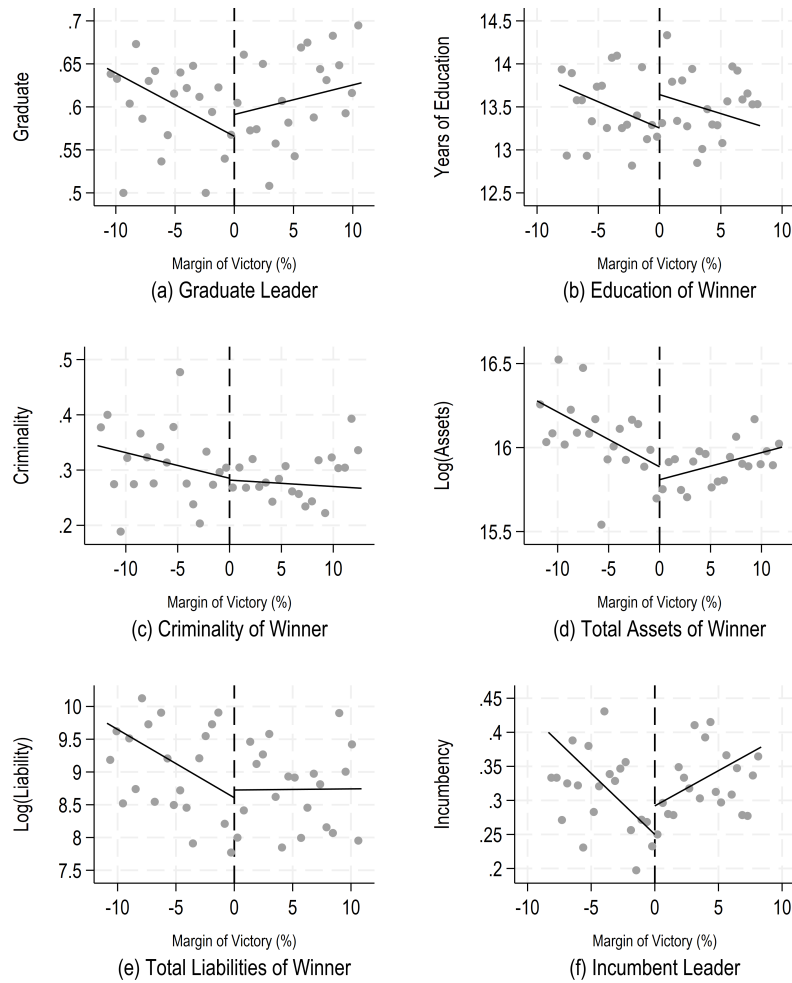 .7
.65
.6
.55
.5
Graduate
-10 -5 0 5 10
Margin of Victory (%)
(a) Graduate Leader
14.5
14
13.5
13
12.5
Years of Education
-10 -5 0 5 10
Margin of Victory (%)
(b) Education of Winner
.5
.4
.3
.2
Criminality
-10 -5 0 5 10
Margin of Victory (%)
(c) Criminality of Winner
16.5
16
15.5
Log(Assets)
-10 -5 0 5 10
Margin of Victory (%)
(d) Total Assets of Winner
10
9.5
9
8.5
8
7.5
Log(Liability)
-10 -5 0 5 10
Margin of Victory (%)
(e) Total Liabilities of Winner
.45
.4
.35
.3
.25
.2
Incumbency
-10 -5 0 5 10
Margin of Victory (%)
(f) Incumbent Leader